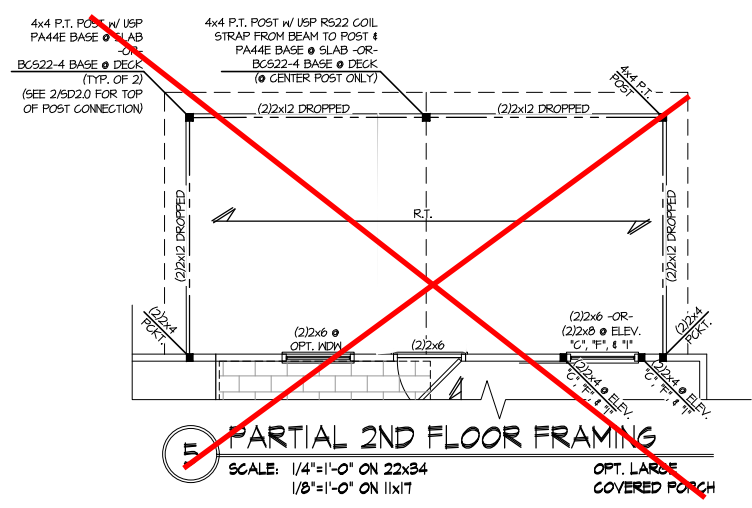 4x4 P.T. POST W/ USP
PA44E BASE @ SLAB
-OR-
BCS22-4 BASE @ DECK
(TYP. OF 2)
(SEE 2/SD2.0 FOR TOP
OF POST CONNECTION)
4x4 P.T. POST W/ USP RS22 COIL
STRAP FROM BEAM TO POST &
PA44E BASE @ SLAB -OR-
BCS22-4 BASE @ DECK
(@ CENTER POST ONLY)
4x4 P.T.
POST
(2)2x12 DROPPED
(2)2x12 DROPPED
(2)2x12 DROPPED
(2)2x12 DROPPED
R.T.
(2)2x4
PCKT.
(2)2x6 @
OPT. WDW.
(2)2x6
(2)2x6 -OR-
(2)2x8 @ ELEV.
"C", "F", & "I"
(2)2x4
PCKT.
(2)2x4 @ ELEV.
"C", "F", & "I"
(2)2x4 @ ELEV.
"C", "F", & "I"
5
PARTIAL 2ND FLOOR FRAMING
SCALE: 1/4"=1'-0" ON 22x34
1/8"=1'-0" ON 11x17
OPT. LARGE
COVERED PORCH